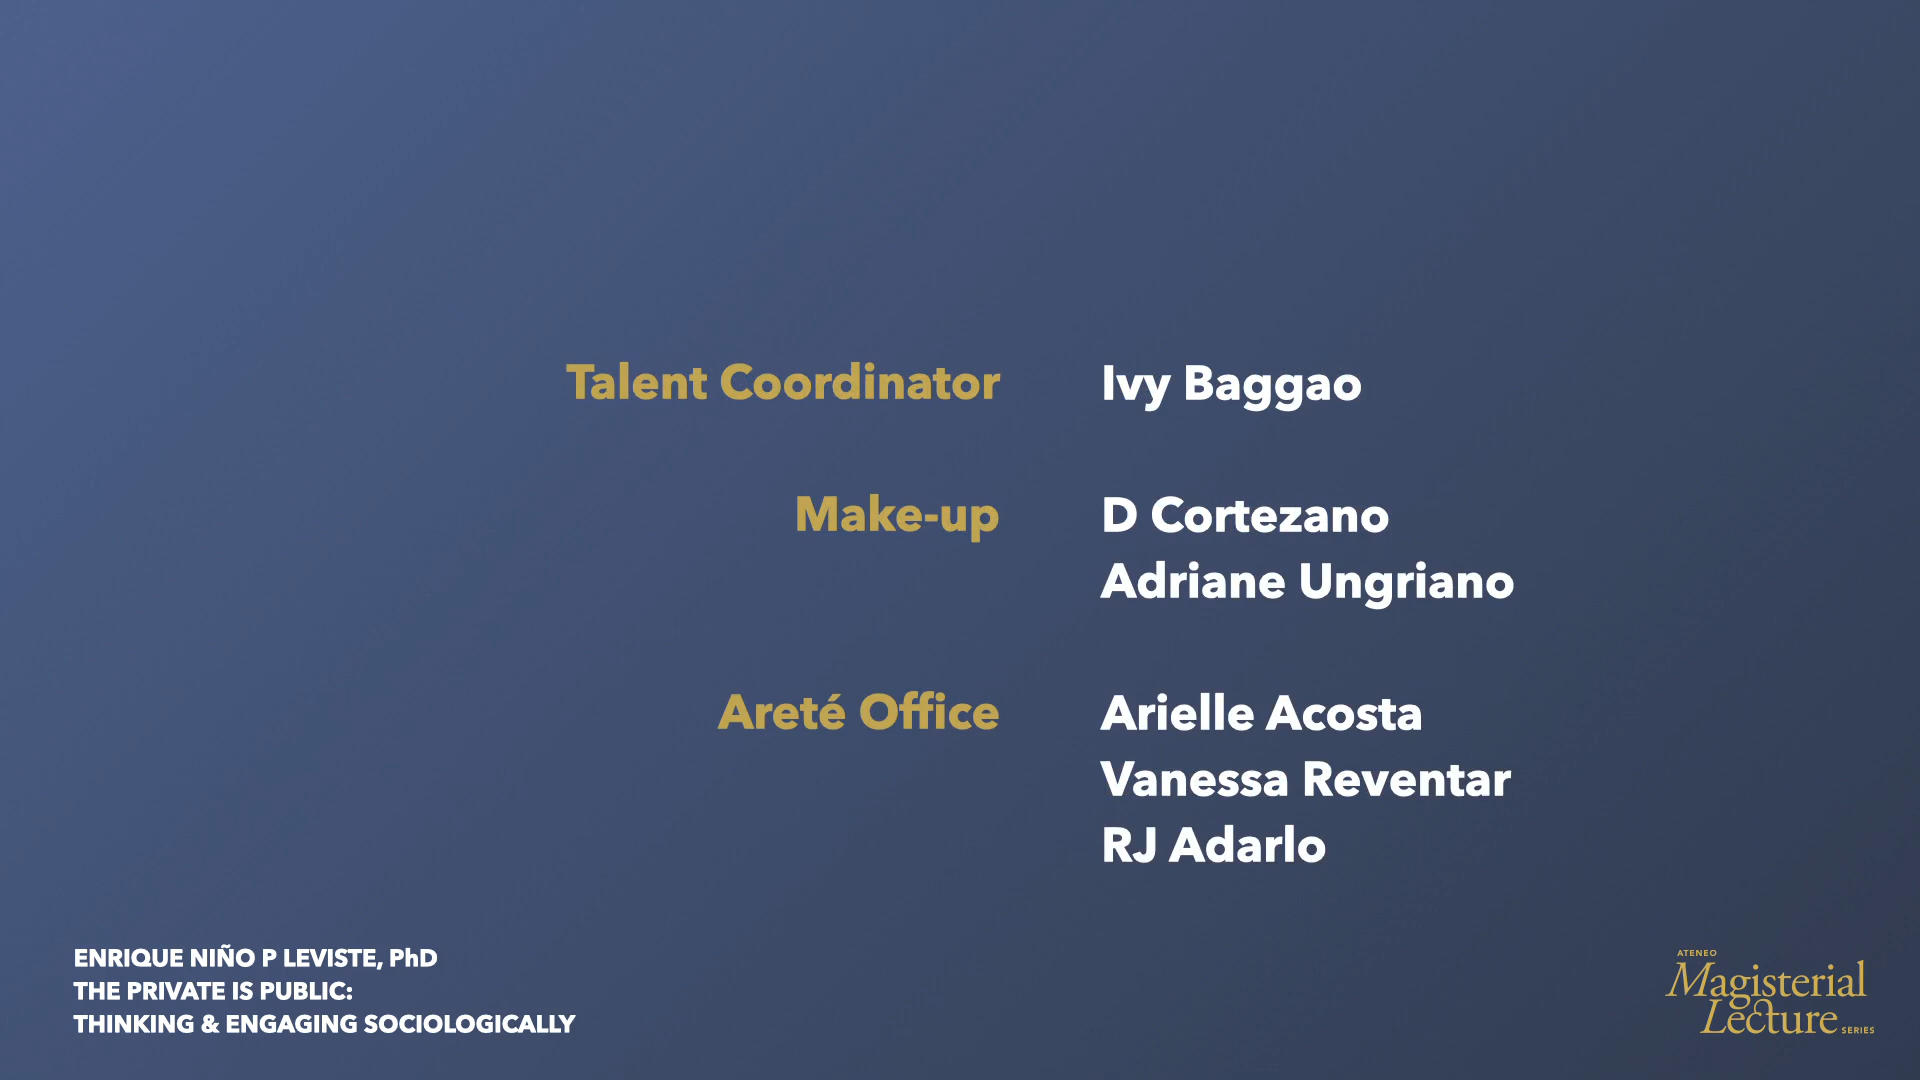 Talent Coordinator Ivy Baggao
Make-up D Cortezano
Adriane Ungriano
Areté Office Arielle Acosta
Vanessa Reventar
RJ Adarlo
ENRIQUE NIÑO P LEVISTE, PhD
THE PRIVATE IS PUBLIC:
THINKING & ENGAGING SOCIOLOGICALLY
ATENEO
Magisterial
Lecture SERIES